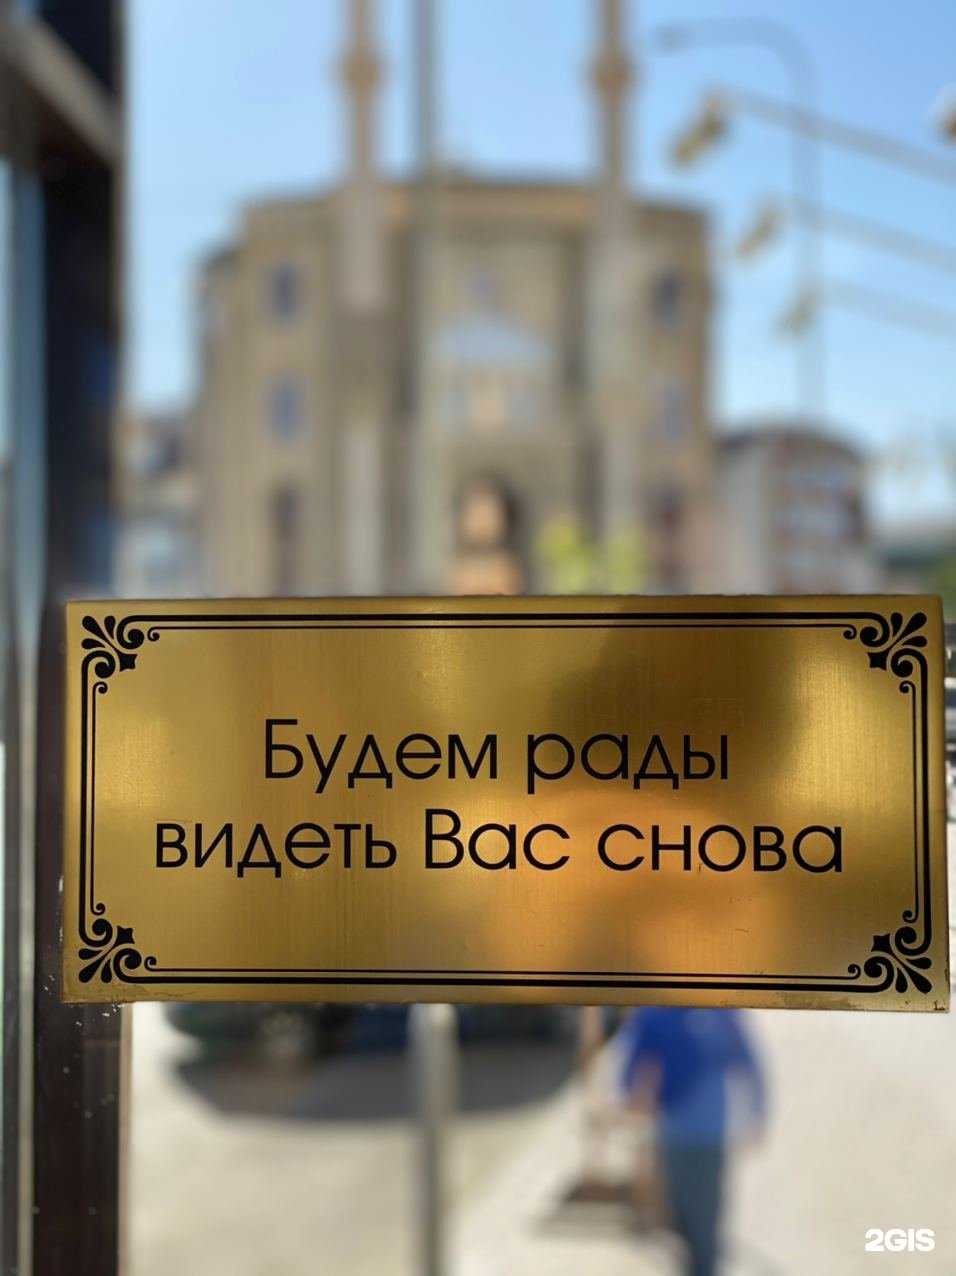 Будем рады
видеть Вас снова
2GIS